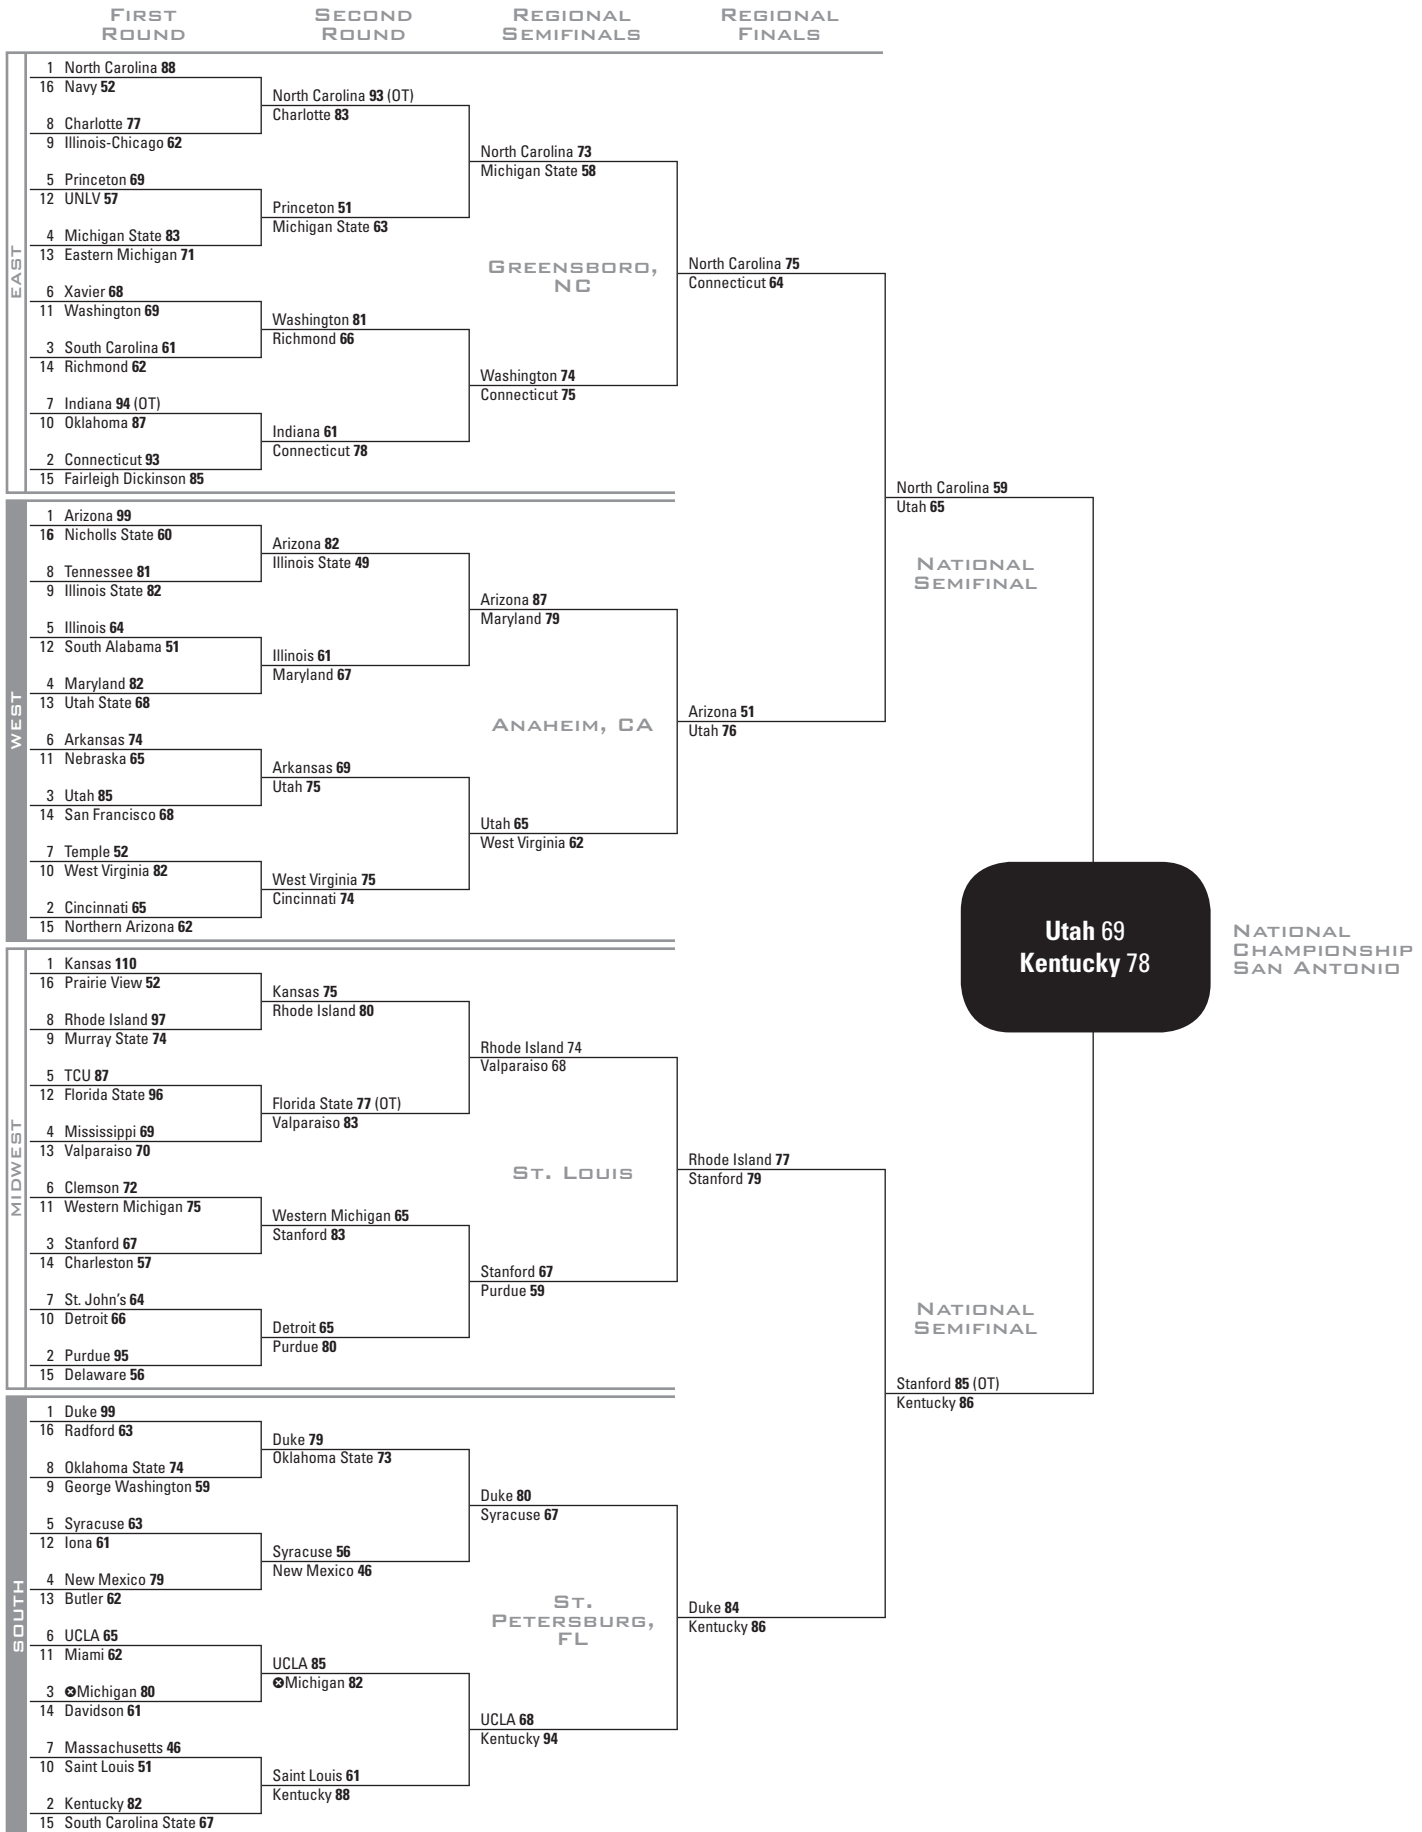 FIRST
ROUND
SECOND
ROUND
REGIONAL
SEMIFINALS
REGIONAL
FINALS
EAST
1 North Carolina 88
16 Navy 52
8 Charlotte 77
9 Illinois-Chicago 62
5 Princeton 69
12 UNLV 57
4 Michigan State 83
13 Eastern Michigan 71
6 Xavier 68
11 Washington 69
3 South Carolina 61
14 Richmond 62
7 Indiana 94 (OT)
10 Oklahoma 87
2 Connecticut 93
15 Fairleigh Dickinson 85
North Carolina 93 (OT)
Charlotte 83
Princeton 51
Michigan State 63
Washington 81
Richmond 66
Indiana 61
Connecticut 78
North Carolina 73
Michigan State 58
GREENSBORO,
NC
Washington 74
Connecticut 75
North Carolina 75
Connecticut 64
WEST
1 Arizona 99
16 Nicholls State 60
8 Tennessee 81
9 Illinois State 82
5 Illinois 64
12 South Alabama 51
4 Maryland 82
13 Utah State 68
6 Arkansas 74
11 Nebraska 65
3 Utah 85
14 San Francisco 68
7 Temple 52
10 West Virginia 82
2 Cincinnati 65
15 Northern Arizona 62
Arizona 82
Illinois State 49
Illinois 61
Maryland 67
Arkansas 69
Utah 75
West Virginia 75
Cincinnati 74
Arizona 87
Maryland 79
ANAHEIM, CA
Utah 65
West Virginia 62
Arizona 51
Utah 76
North Carolina 59
Utah 65
NATIONAL
SEMIFINAL
MIDWEST
1 Kansas 110
16 Prairie View 52
8 Rhode Island 97
9 Murray State 74
5 TCU 87
12 Florida State 96
4 Mississippi 69
13 Valparaiso 70
6 Clemson 72
11 Western Michigan 75
3 Stanford 67
14 Charleston 57
7 St. John's 64
10 Detroit 66
2 Purdue 95
15 Delaware 56
Kansas 75
Rhode Island 80
Florida State 77 (OT)
Valparaiso 83
Western Michigan 65
Stanford 83
Detroit 65
Purdue 80
Rhode Island 74
Valparaiso 68
ST. LOUIS
Stanford 67
Purdue 59
Rhode Island 77
Stanford 79
SOUTH
1 Duke 99
16 Radford 63
8 Oklahoma State 74
9 George Washington 59
5 Syracuse 63
12 Iona 61
4 New Mexico 79
13 Butler 62
6 UCLA 65
11 Miami 62
3 ✪Michigan 80
14 Davidson 61
7 Massachusetts 46
10 Saint Louis 51
2 Kentucky 82
15 South Carolina State 67
Duke 79
Oklahoma State 73
Syracuse 56
New Mexico 46
UCLA 85
✪Michigan 82
Saint Louis 61
Kentucky 88
Duke 80
Syracuse 67
ST.
PETERSBURG,
FL
UCLA 68
Kentucky 94
Duke 84
Kentucky 86
NATIONAL
SEMIFINAL
Stanford 85 (OT)
Kentucky 86
Utah 69
Kentucky 78
NATIONAL
CHAMPIONSHIP
SAN ANTONIO